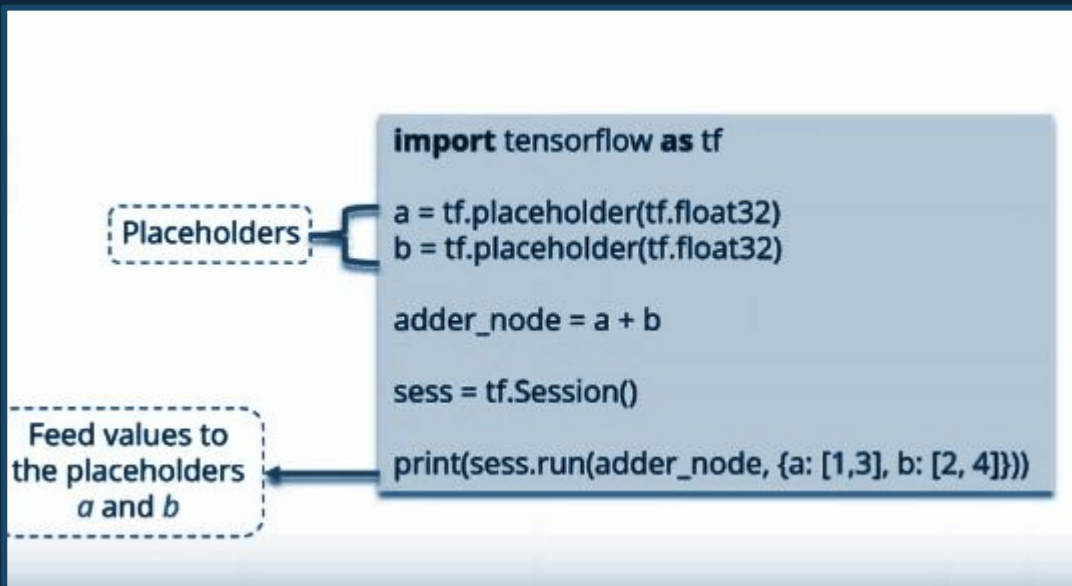 import tensorflow as tf
Placeholders
a = tf.placeholder(tf.float32)
b = tf.placeholder(tf.float32)
adder_node = a + b
sess = tf.Session()
Feed values to
the placeholders
a and b
print(sess.run(adder_node, {a: [1,3], b: [2, 4]}))